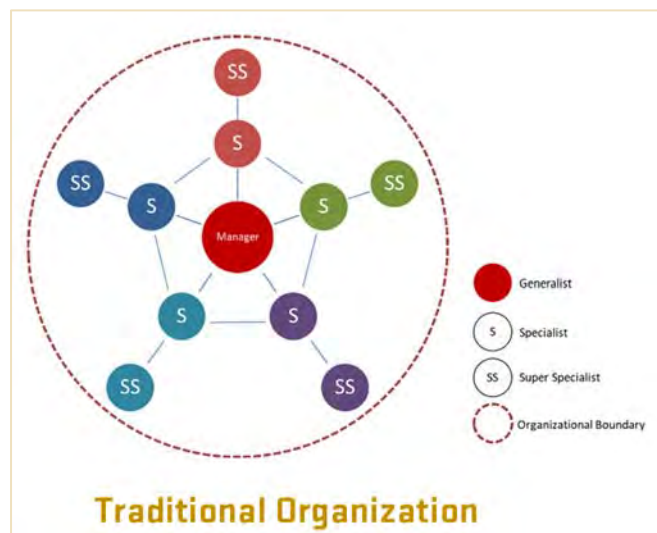 SS
S
SS
S
S
SS
Manager
S
S
SS
SS
Generalist
S Specialist
SS Super Specialist
Organizational Boundary
Traditional Organization